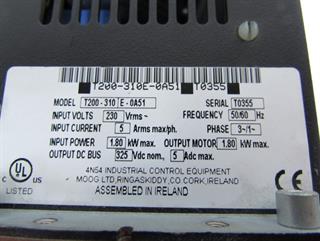 T200-310E-0A51 T0355
MODEL T200-310 E-0A51 SERIAL T0355
INPUT VOLTS 230 Vrms~ FREQUENCY 50/60 Hz
INPUT CURRENT 5 Arms max/ph. PHASE 3~/1~
INPUT POWER 1.80 kW max. OUTPUT MOTOR 1.80 kW max.
OUTPUT DC BUS 325 Vdc nom., 5 Adc max.
4N54 INDUSTRIAL CONTROL EQUIPMENT
MOOG LTD, RINGASKIDDY, CO. CORK, IRELAND
ASSEMBLED IN IRELAND
UL
LISTED
CE